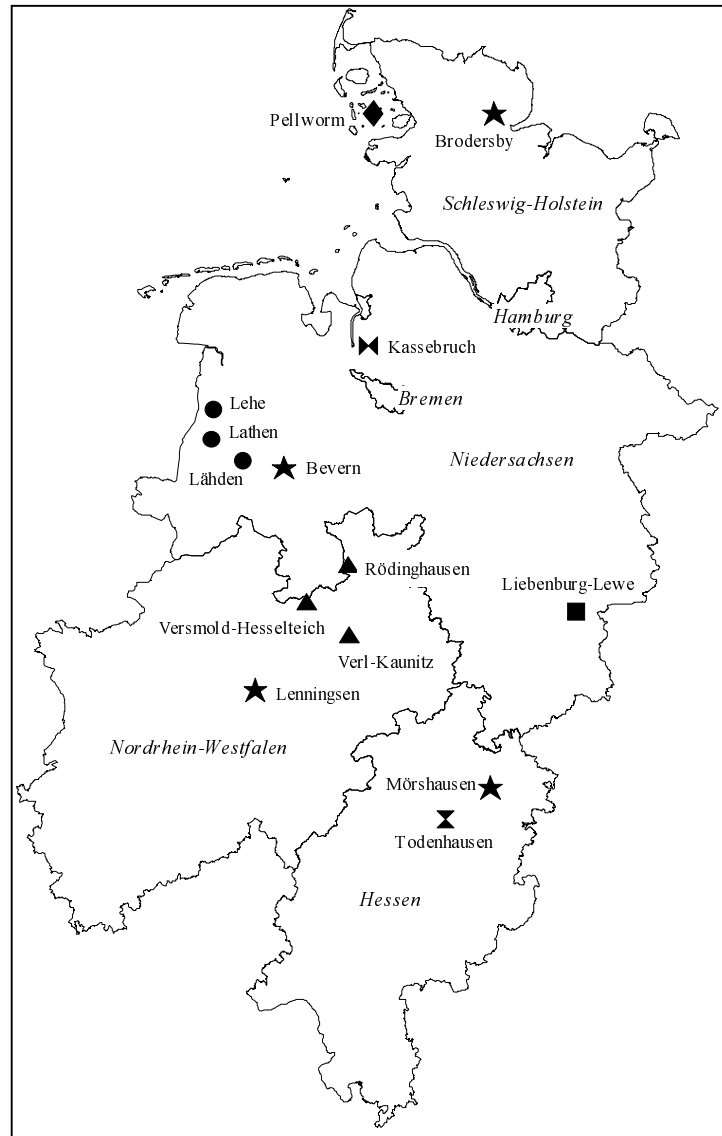 Pellworm
Brodersby
Schleswig-Holstein
Hamburg
Kassebruch
Bremen
Lehe
Lathen
Niedersachsen
Lähden
Bevern
Rödinghausen
Liebenburg-Lewe
Versmold-Hesselteich
Verl-Kaunitz
Lenningsen
Nordrhein-Westfalen
Mörshausen
Todenhausen
Hessen